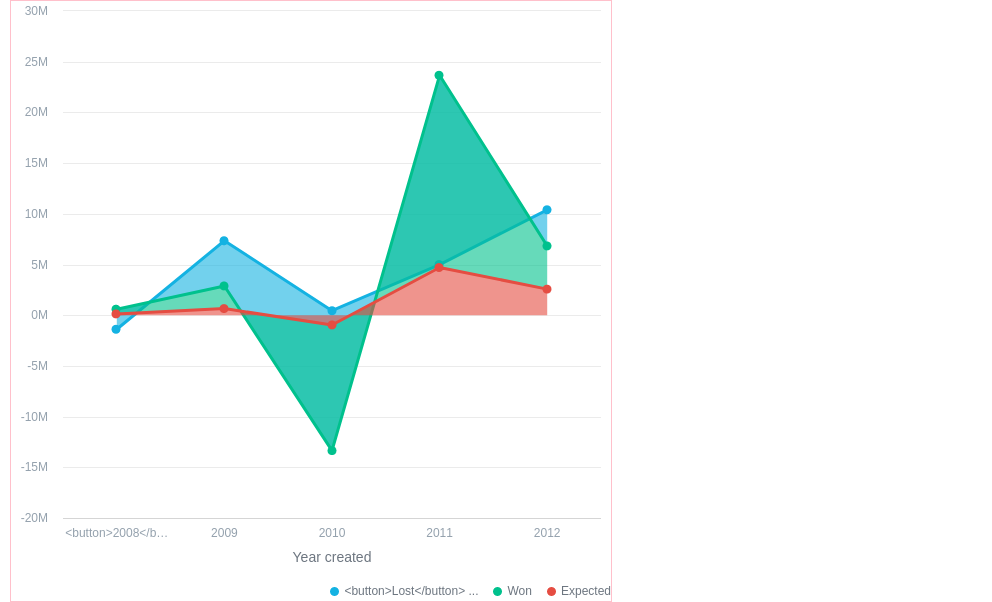 30M
25M
20M
15M
10M
5M
0M
-5M
-10M
-15M
-20M
<button>2008</b… 2009 2010 2011 2012
Year created
<button>Lost</button> ... Won Expected